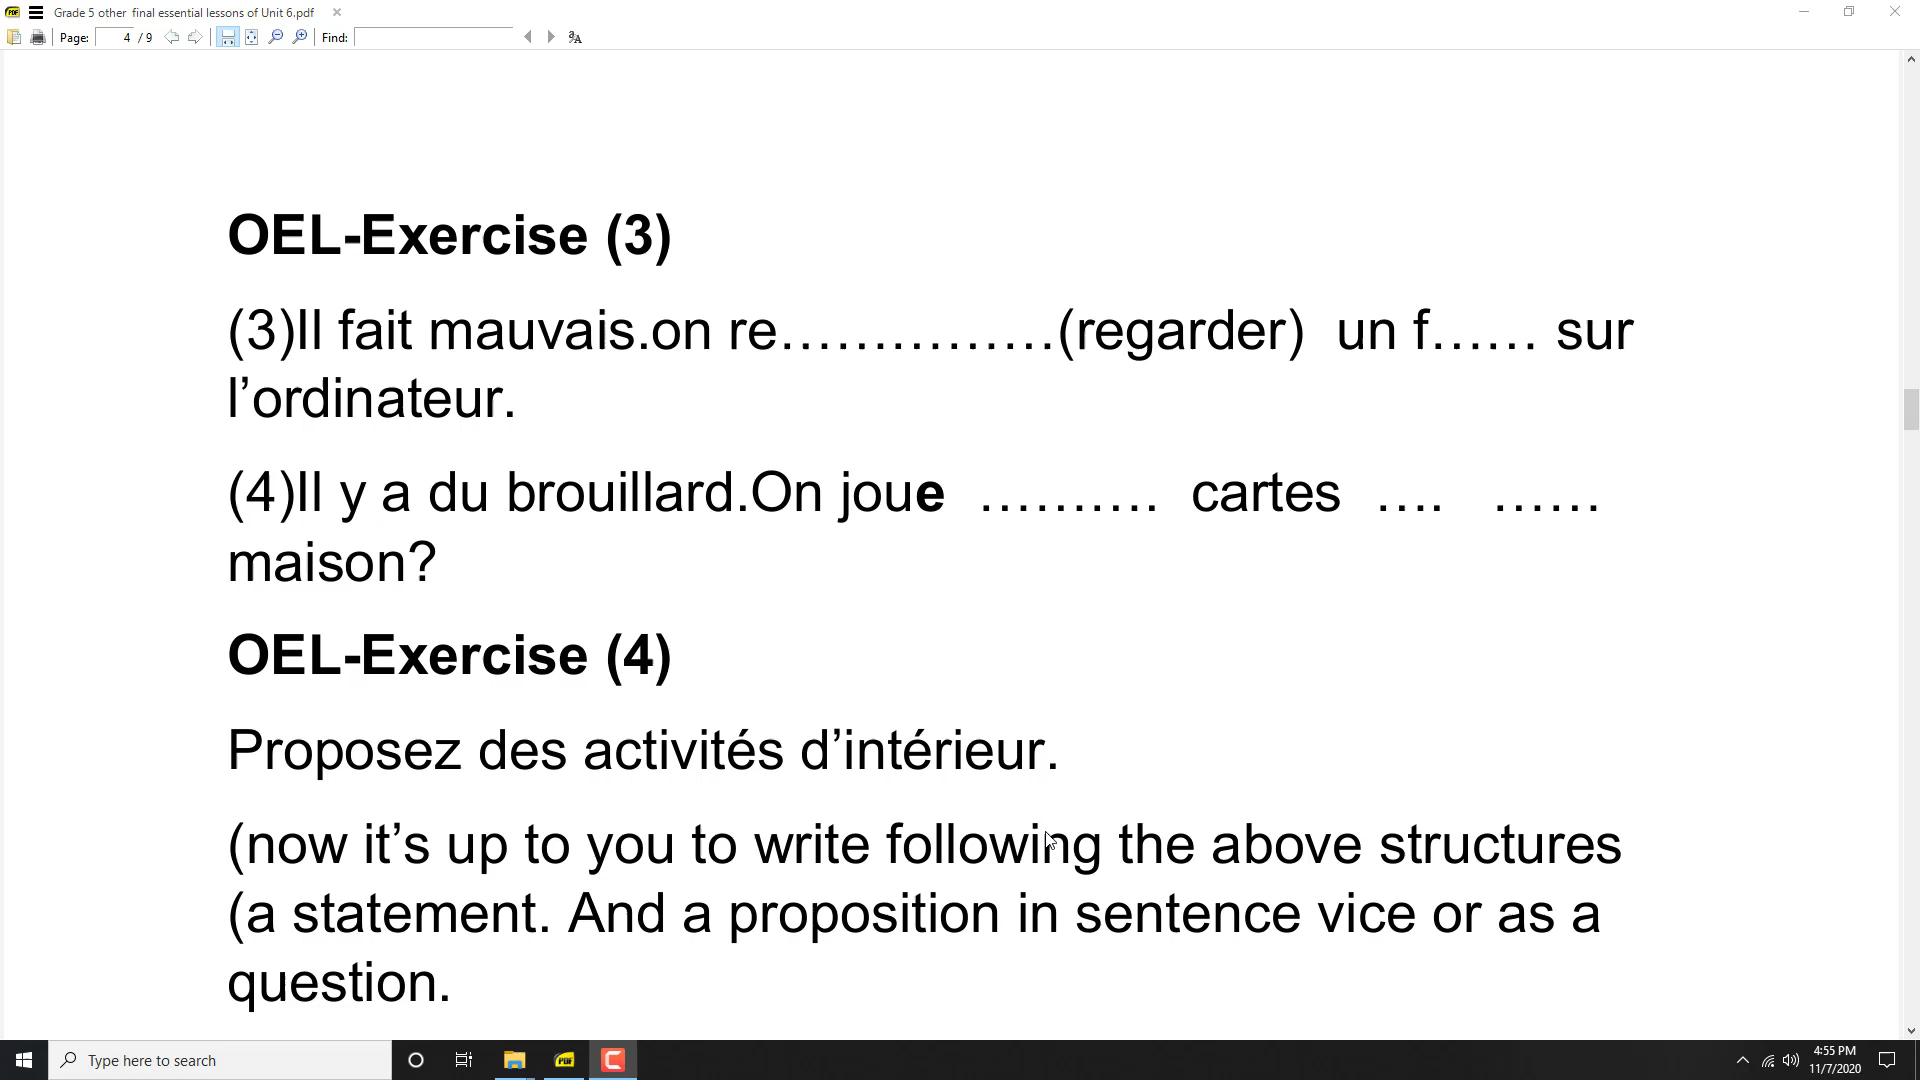 Grade 5 other  final essential lessons of Unit 6.pdf
Page: 4 / 9 Find:
OEL-Exercise (3)
(3)Il fait mauvais.on re……………(regarder)  un f…… sur
l’ordinateur.
(4)Il y a du brouillard.On joue  ……….  cartes  ….   ……
maison?
OEL-Exercise (4)
Proposez des activités d’intérieur.
(now it’s up to you to write following the above structures
(a statement. And a proposition in sentence vice or as a
question.
Type here to search
4:55 PM
11/7/2020